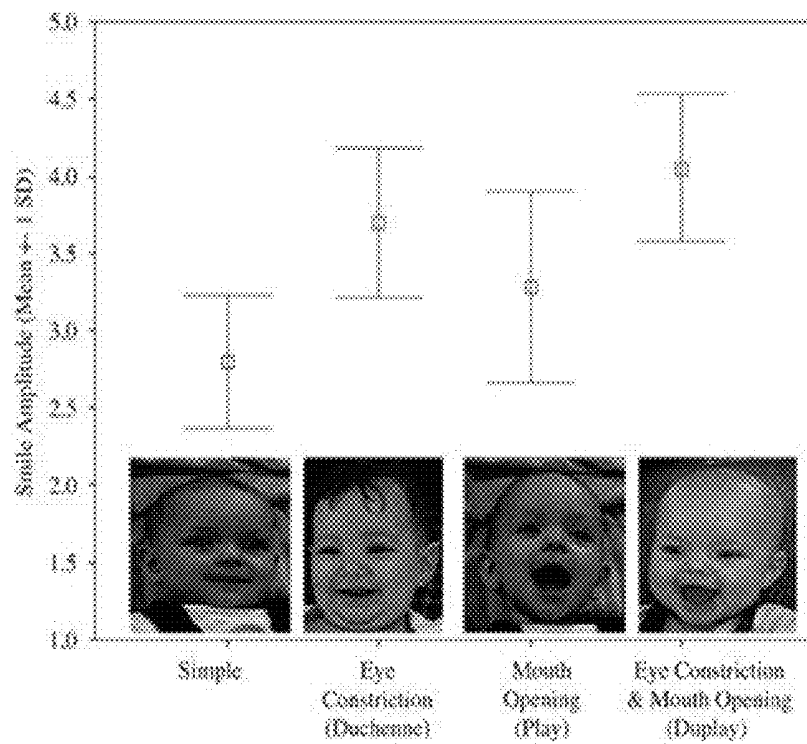 5.0
4.5
4.0
3.5
3.0
2.5
2.0
1.5
1.0
Smile Amplitude (Mean +- 1 SD)
Simple
Eye
Constriction
(Duchenne)
Mouth
Opening
(Play)
Eye Constriction
& Mouth Opening
(Duplay)